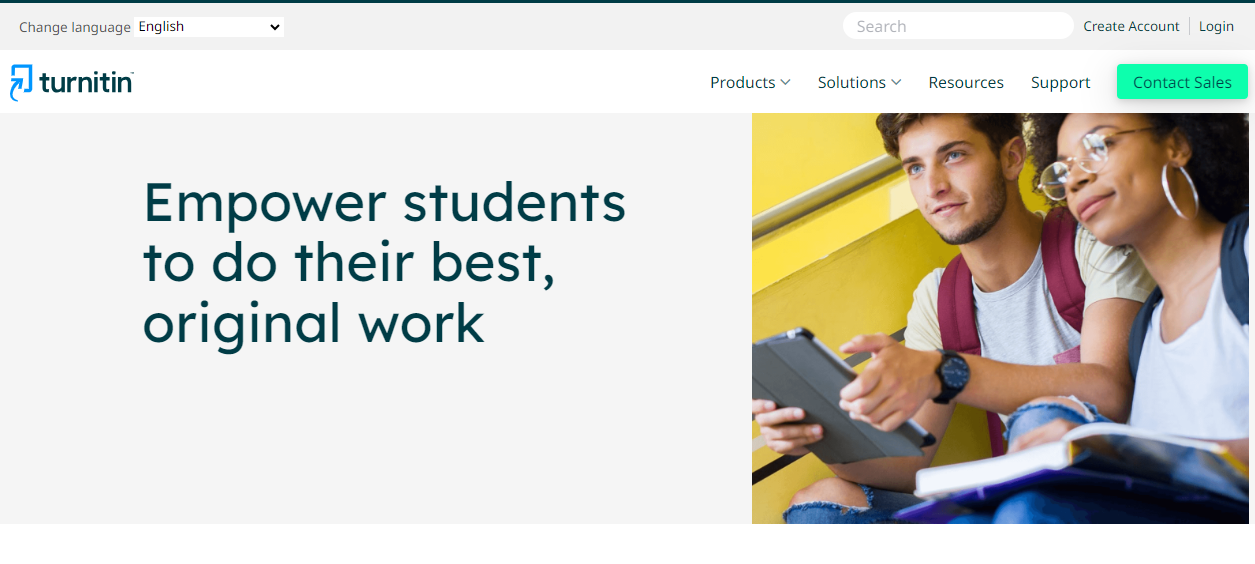 Change language English Search Create Account Login
turnitin Products Solutions Resources Support Contact Sales
Empower students
to do their best,
original work